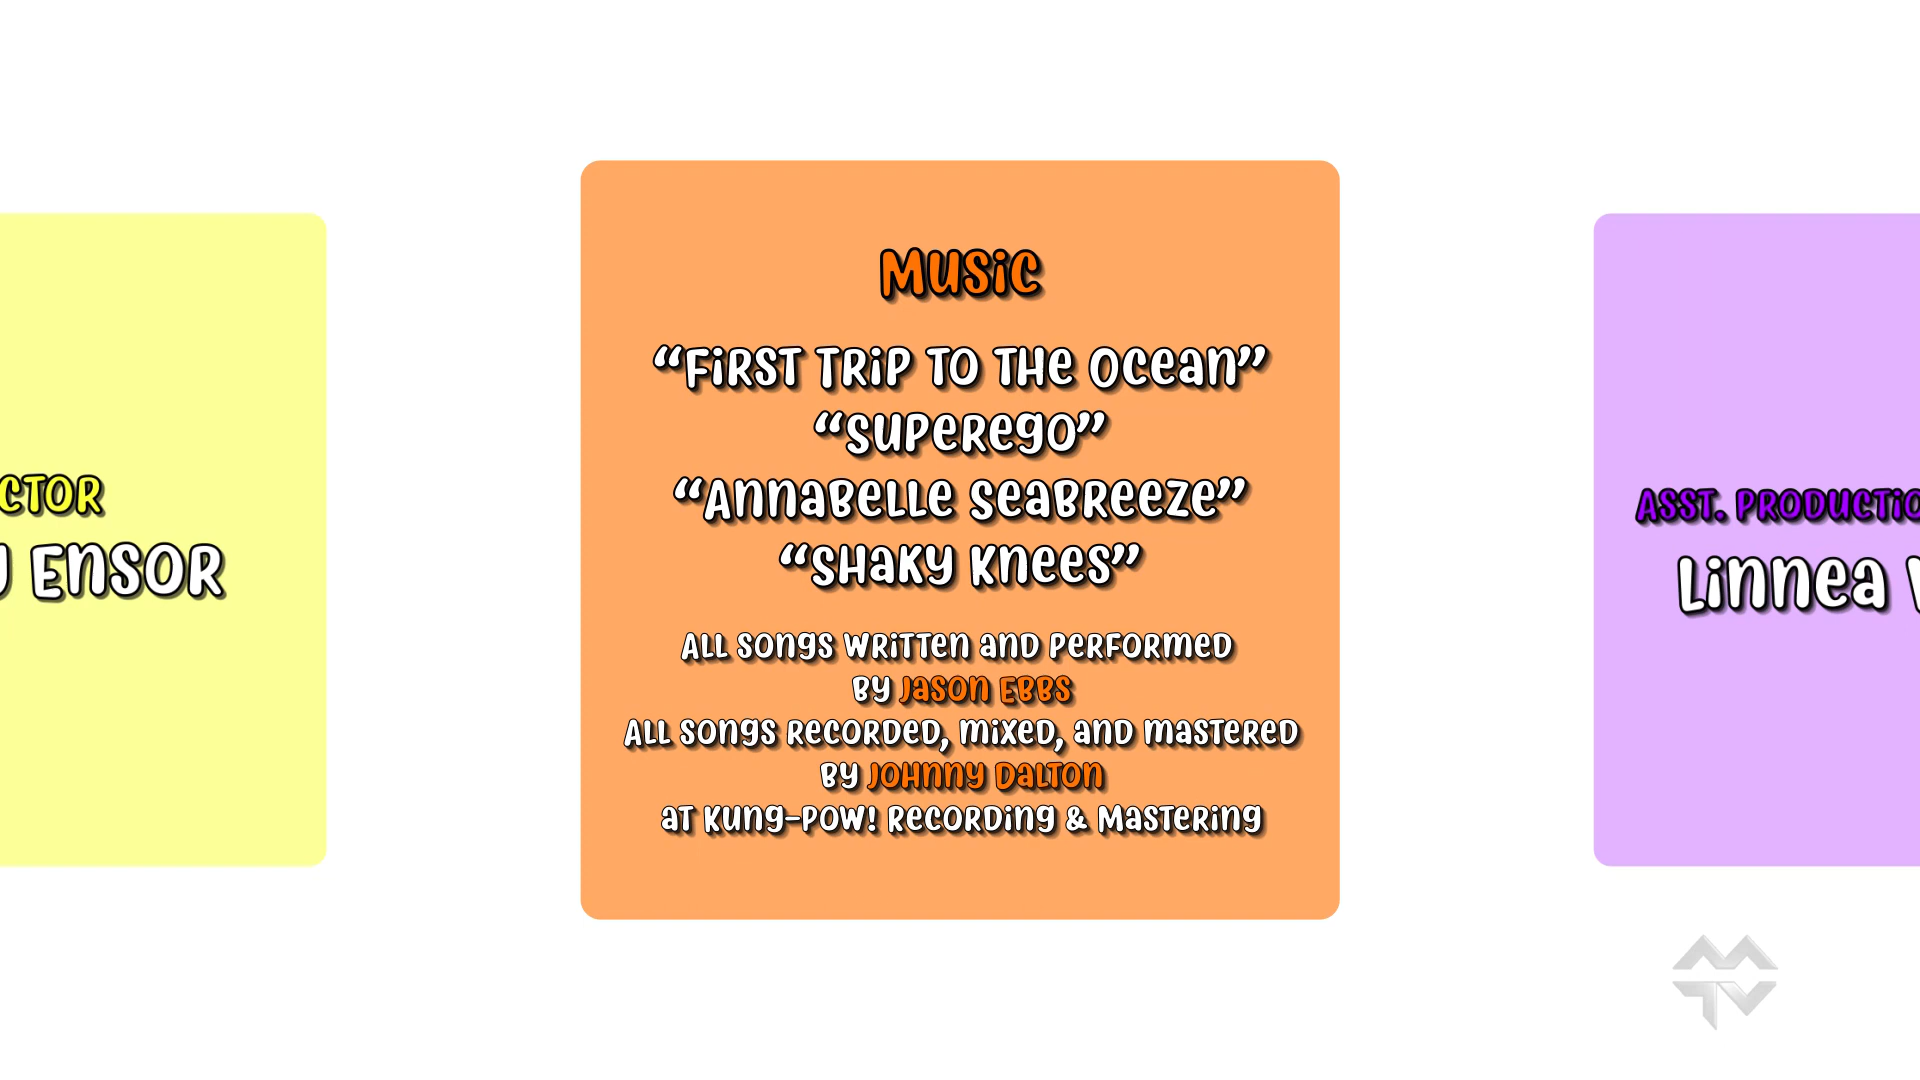 CTOR
ENSOR
Music
“First Trip to the Ocean”
“Superego”
“Annabelle Seabreeze”
“Shaky Knees”
All songs written and performed
by Jason Ebbs
All songs recorded, mixed, and mastered
by Johnny Dalton
at Kung-Pow! Recording & Mastering
Asst. Productio
Linnea
MTV